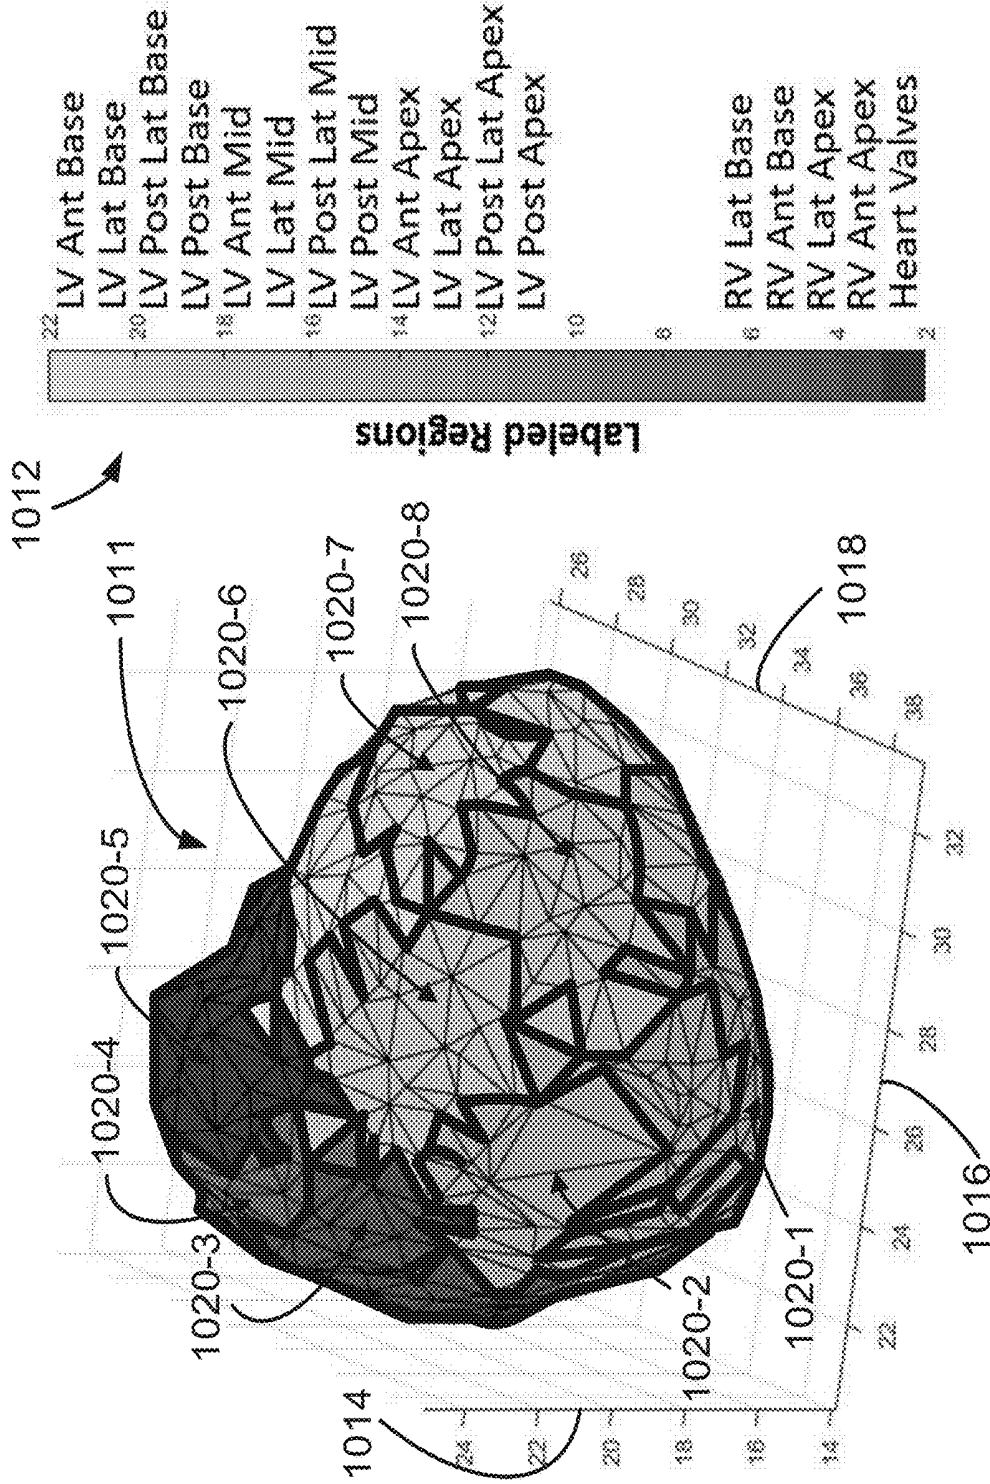 1012
1011
1020-5
1020-6
1020-7
1020-8
1020-4
1020-3
1020-2
1020-1
1014
1016
1018
24
22
20
18
16
14
22
24
26
28
30
32
26
28
30
32
34
36
38
Labeled Regions
22
20
18
16
14
12
10
8
6
4
2
LV Ant Base
LV Lat Base
LV Post Lat Base
LV Post Base
LV Ant Mid
LV Lat Mid
LV Post Lat Mid
LV Post Mid
LV Ant Apex
LV Lat Apex
LV Post Lat Apex
LV Post Apex
RV Lat Base
RV Ant Base
RV Lat Apex
RV Ant Apex
Heart Valves